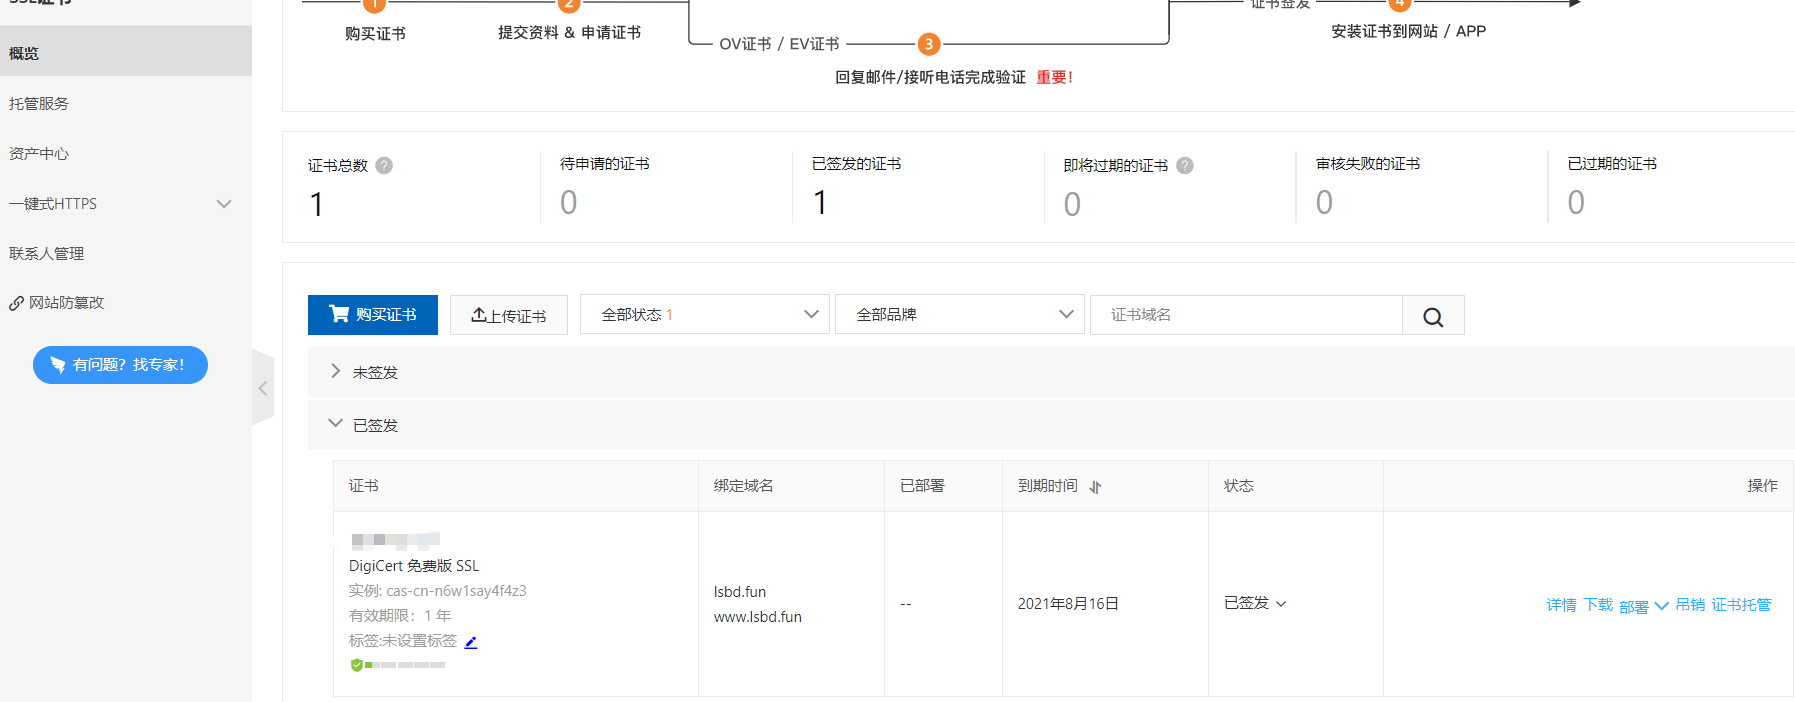 SSL证书
概览
托管服务
资产中心
一键式HTTPS
联系人管理
网站防篡改
有问题？找专家！
1
购买证书
2
提交资料 & 申请证书
OV证书 / EV证书
3
回复邮件/接听电话完成验证 重要！
证书签发
4
安装证书到网站 / APP
证书总数 ?
1
待申请的证书
0
已签发的证书
1
即将过期的证书 ?
0
审核失败的证书
0
已过期的证书
0
购买证书
上传证书
全部状态 1
全部品牌
证书域名
未签发
已签发
证书 绑定域名 已部署 到期时间 状态 操作
DigiCert 免费版 SSL
实例: cas-cn-n6w1say4f4z3
有效期限：1 年
标签:未设置标签
lsbd.fun
www.lsbd.fun
--
2021年8月16日
已签发
详情 下载 部署 吊销 证书托管